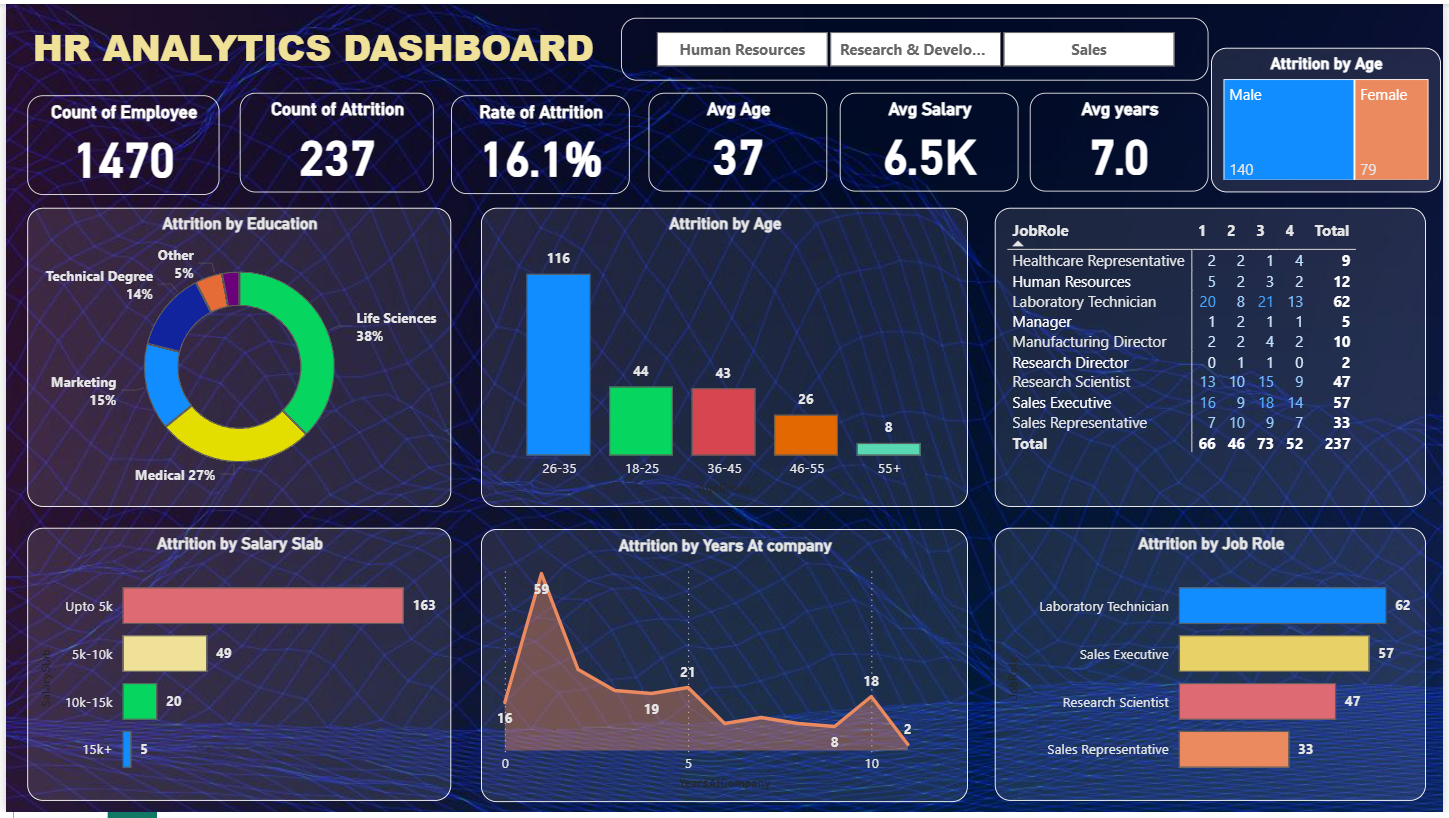 HR ANALYTICS DASHBOARD
Human Resources
Research & Develo...
Sales
Attrition by Age
Male
Female
140
79
Count of Employee
1470
Count of Attrition
237
Rate of Attrition
16.1%
Avg Age
37
Avg Salary
6.5K
Avg years
7.0
Attrition by Education
Other
5%
Technical Degree
14%
Life Sciences
38%
Marketing
15%
Medical 27%
Attrition by Age
116
44
43
26
8
26-35
18-25
36-45
46-55
55+
JobRole 1 2 3 4 Total
Healthcare Representative 2 2 1 4 9
Human Resources 5 2 3 2 12
Laboratory Technician 20 8 21 13 62
Manager 1 2 1 1 5
Manufacturing Director 2 2 4 2 10
Research Director 0 1 1 0 2
Research Scientist 13 10 15 9 47
Sales Executive 16 9 18 14 57
Sales Representative 7 10 9 7 33
Total 66 46 73 52 237
Attrition by Salary Slab
Upto 5k 163
5k-10k 49
10k-15k 20
15k+ 5
Attrition by Years At company
59
21
18
16
19
8
2
0
5
10
Attrition by Job Role
Laboratory Technician 62
Sales Executive 57
Research Scientist 47
Sales Representative 33